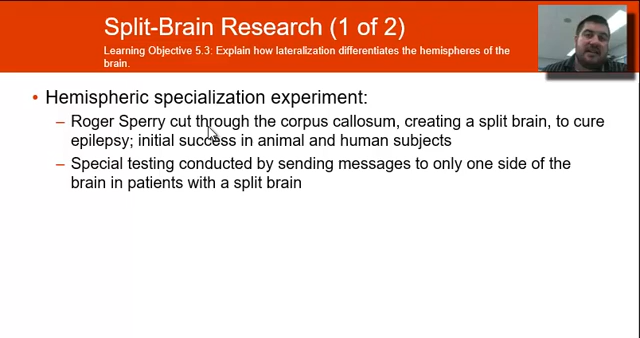 Split-Brain Research (1 of 2)
Learning Objective 5.3: Explain how lateralization differentiates the hemispheres of the
brain.
• Hemispheric specialization experiment:
– Roger Sperry cut through the corpus callosum, creating a split brain, to cure
epilepsy; initial success in animal and human subjects
– Special testing conducted by sending messages to only one side of the
brain in patients with a split brain